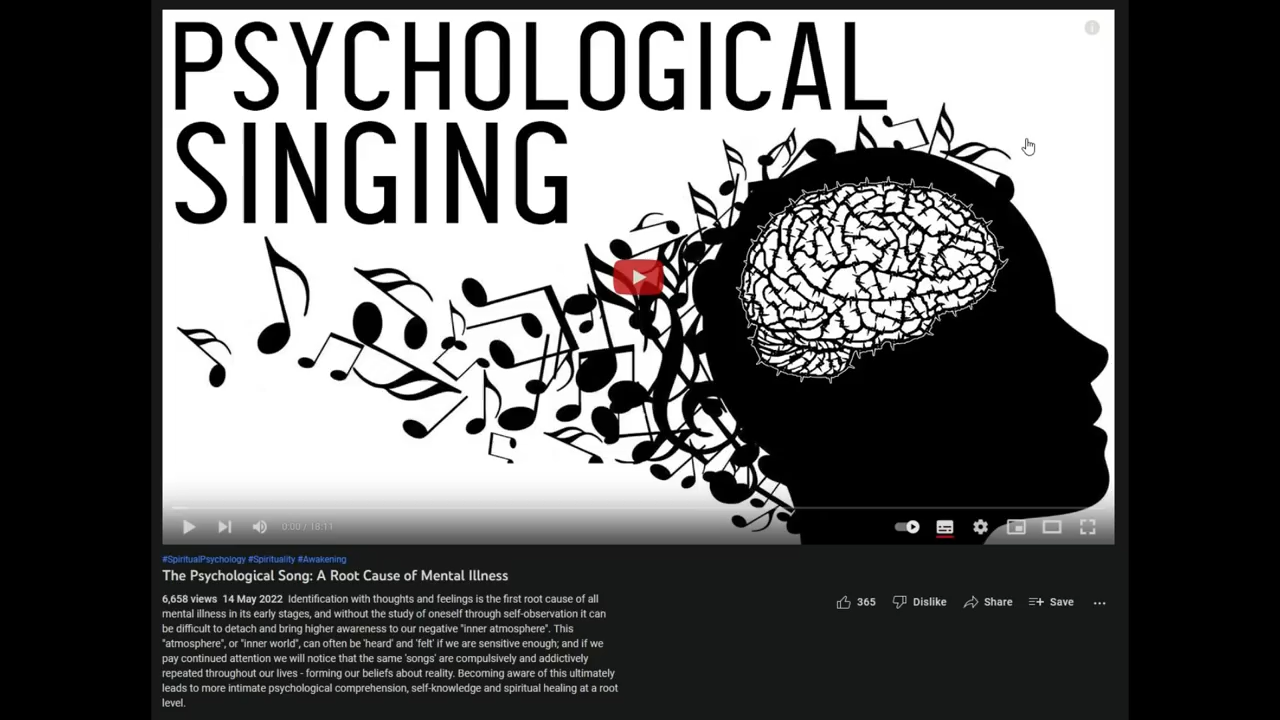 PSYCHOLOGICAL
SINGING
0:00 / 18:11
#SpiritualPsychology #Spirituality #Awakening
The Psychological Song: A Root Cause of Mental Illness
6,658 views 14 May 2022 Identification with thoughts and feelings is the first root cause of all
mental illness in its early stages, and without the study of oneself through self-observation it can
be difficult to detach and bring higher awareness to our negative "inner atmosphere". This
"atmosphere", or "inner world", can often be 'heard' and 'felt' if we are sensitive enough; and if we
pay continued attention we will notice that the same 'songs' are compulsively and addictively
repeated throughout our lives - forming our beliefs about reality. Becoming aware of this ultimately
leads to more intimate psychological comprehension, self-knowledge and spiritual healing at a root
level.
365 Dislike Share Save